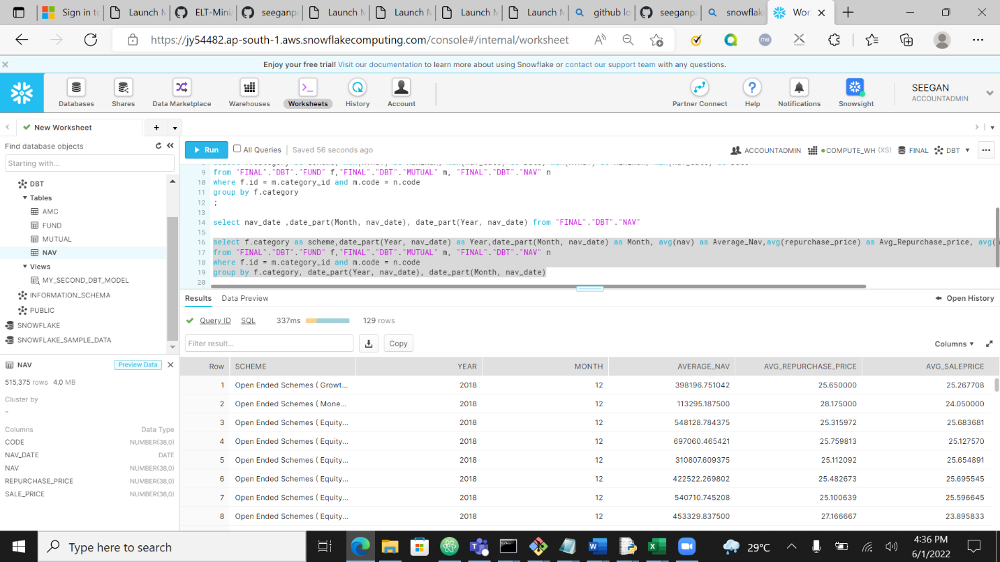 Sign in to
Launch M
ELT-Mini
seeganpa
Launch M
Launch M
Launch M
Launch M
github lo
seeganpa
snowflak
Wor
https://jy54482.ap-south-1.aws.snowflakecomputing.com/console#/internal/worksheet
Enjoy your free trial! Visit our documentation to learn more about using Snowflake or contact our support team with any questions.
Databases
Shares
Data Marketplace
Warehouses
Worksheets
History
Account
Partner Connect
Help
Notifications
Snowsight
SEEGAN
ACCOUNTADMIN
New Worksheet
Find database objects
Starting with...
DBT
Tables
AMC
FUND
MUTUAL
NAV
Views
MY_SECOND_DBT_MODEL
INFORMATION_SCHEMA
PUBLIC
SNOWFLAKE
SNOWFLAKE_SAMPLE_DATA
NAV Preview Data
515,375 rows 4.0 MB
Cluster by
-
Columns Data Type
CODE NUMBER(38,0)
NAV_DATE DATE
NAV NUMBER(38,0)
REPURCHASE_PRICE NUMBER(38,0)
SALE_PRICE NUMBER(38,0)
Run All Queries Saved 56 seconds ago
ACCOUNTADMIN COMPUTE_WH (XS) FINAL DBT
9 from "FINAL"."DBT"."FUND" f,"FINAL"."DBT"."MUTUAL" m, "FINAL"."DBT"."NAV" n
10 where f.id = m.category_id and m.code = n.code
11 group by f.category
12 ;
13
14 select nav_date ,date_part(Month, nav_date), date_part(Year, nav_date) from "FINAL"."DBT"."NAV"
15
16 select f.category as scheme,date_part(Year, nav_date) as Year,date_part(Month, nav_date) as Month, avg(nav) as Average_Nav,avg(repurchase_price) as Avg_Repurchase_price, avg(
17 from "FINAL"."DBT"."FUND" f,"FINAL"."DBT"."MUTUAL" m, "FINAL"."DBT"."NAV" n
18 where f.id = m.category_id and m.code = n.code
19 group by f.category, date_part(Year, nav_date), date_part(Month, nav_date)
20
Results Data Preview Open History
Query ID SQL 337ms 129 rows
Filter result... Copy Columns
Row SCHEME YEAR MONTH AVERAGE_NAV AVG_REPURCHASE_PRICE AVG_SALEPRICE
1 Open Ended Schemes ( Growt... 2018 12 398196.751042 25.650000 25.267708
2 Open Ended Schemes ( Mone... 2018 12 113295.187500 28.175000 24.050000
3 Open Ended Schemes ( Equity... 2018 12 548128.784375 25.315972 25.683681
4 Open Ended Schemes ( Equity... 2018 12 697060.465421 25.759813 25.127570
5 Open Ended Schemes ( Equity... 2018 12 310807.609375 25.112092 25.654891
6 Open Ended Schemes ( Equity... 2018 12 422522.269802 25.482673 25.695545
7 Open Ended Schemes ( Equity... 2018 12 540710.745208 25.100639 25.596645
8 Open Ended Schemes ( Equity... 2018 12 453329.837500 27.166667 23.895833
Type here to search
29°C
4:36 PM
6/1/2022